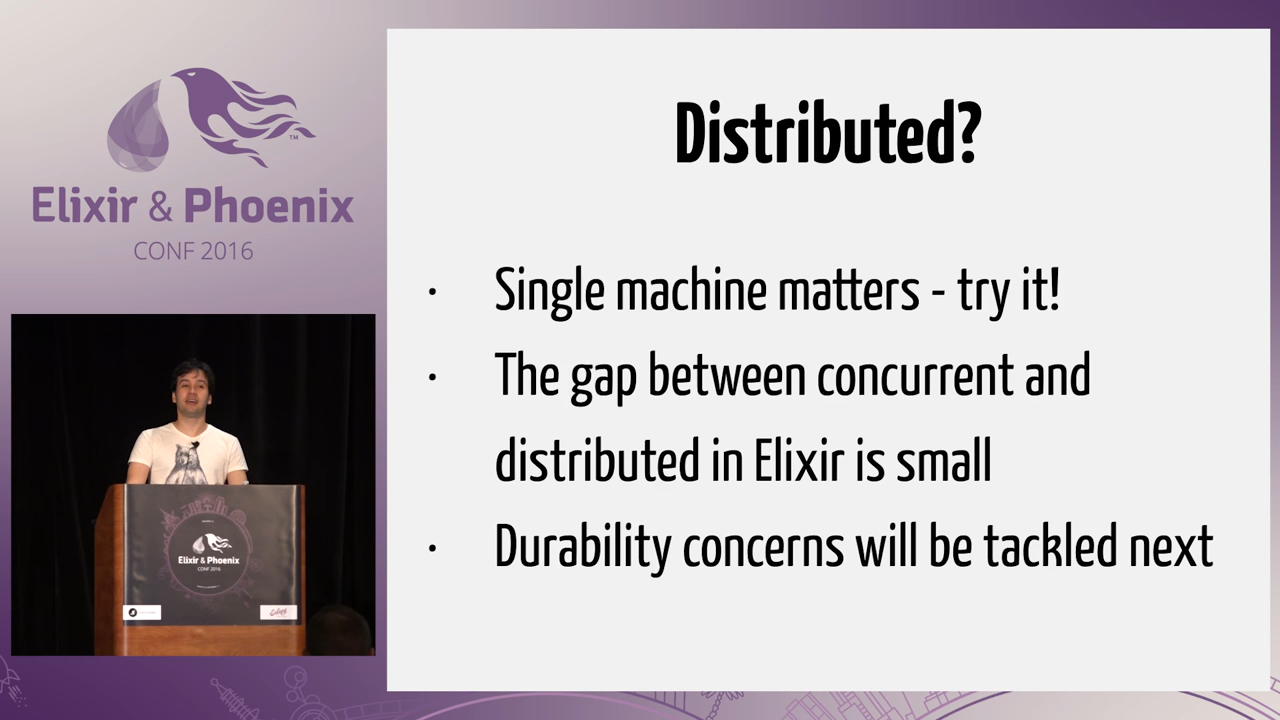 Elixir & Phoenix
CONF 2016
TM
Distributed?
· Single machine matters - try it!
· The gap between concurrent and
distributed in Elixir is small
· Durability concerns will be tackled next
Elixir & Phoenix
CONF 2016